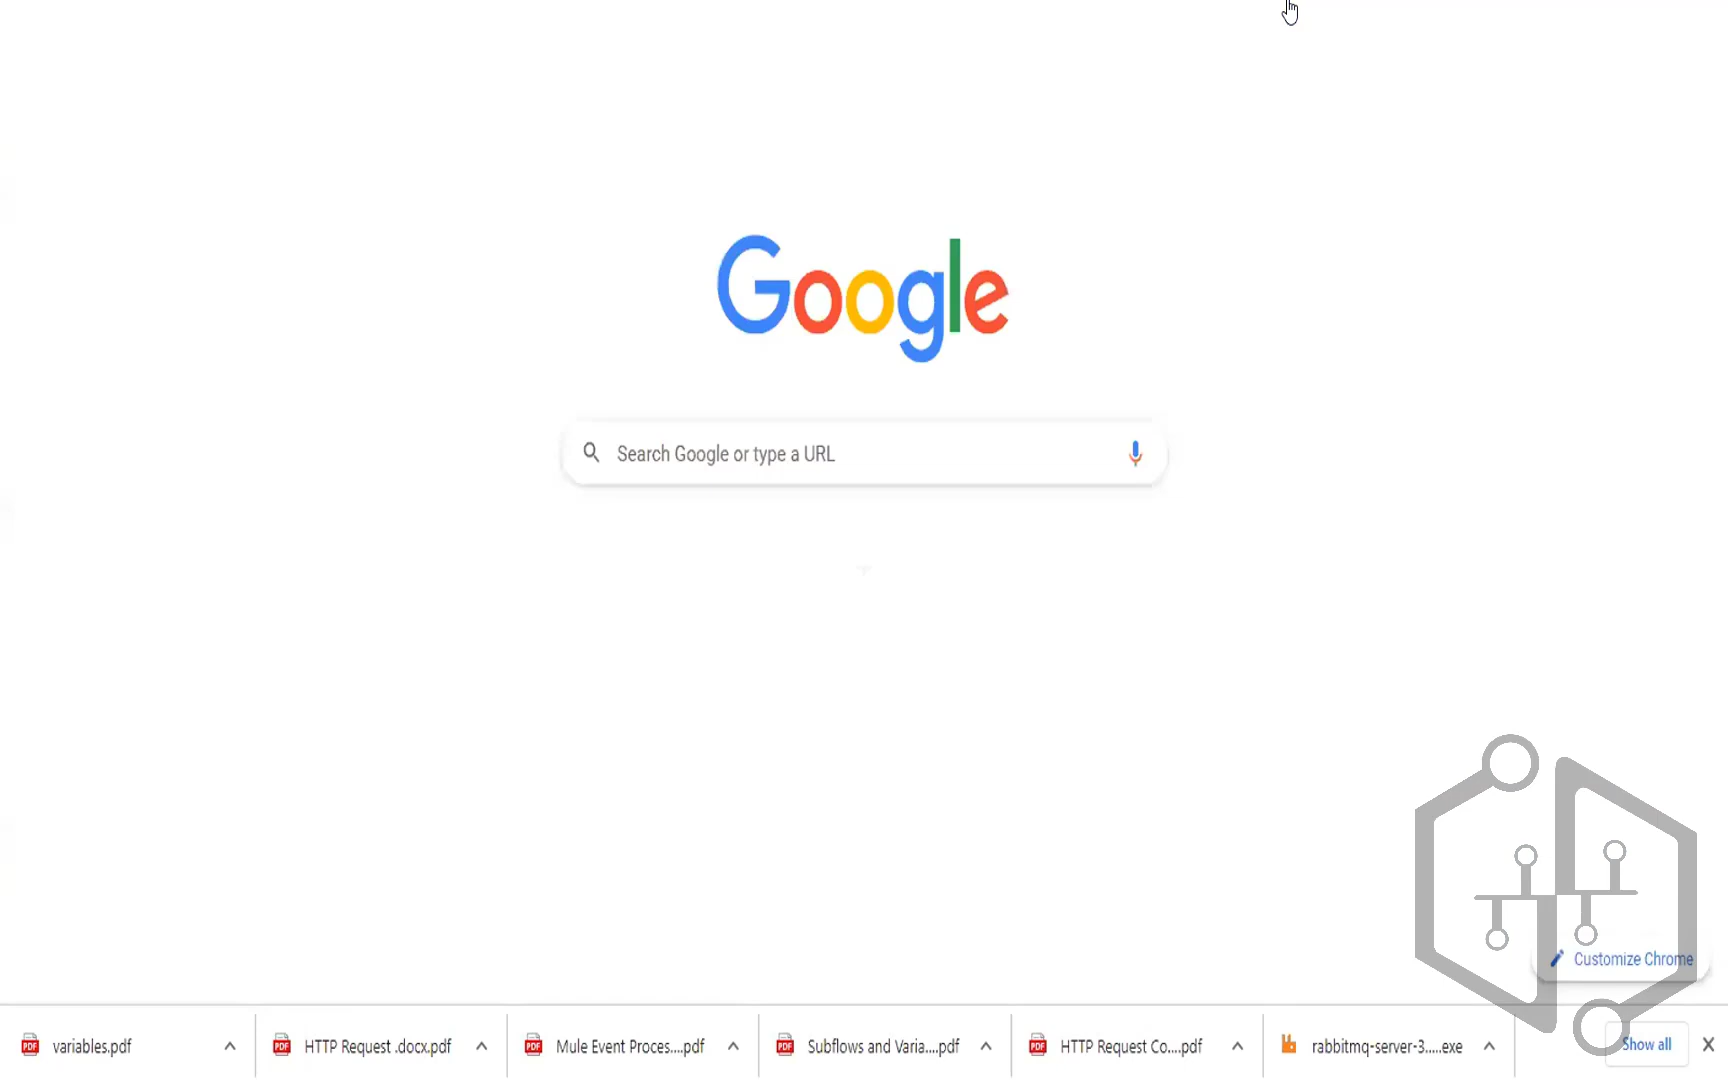 Google
Search Google or type a URL
Customize Chrome
variables.pdf
HTTP Request .docx.pdf
Mule Event Proces....pdf
Subflows and Varia....pdf
HTTP Request Co....pdf
rabbitmq-server-3.....exe
Show all